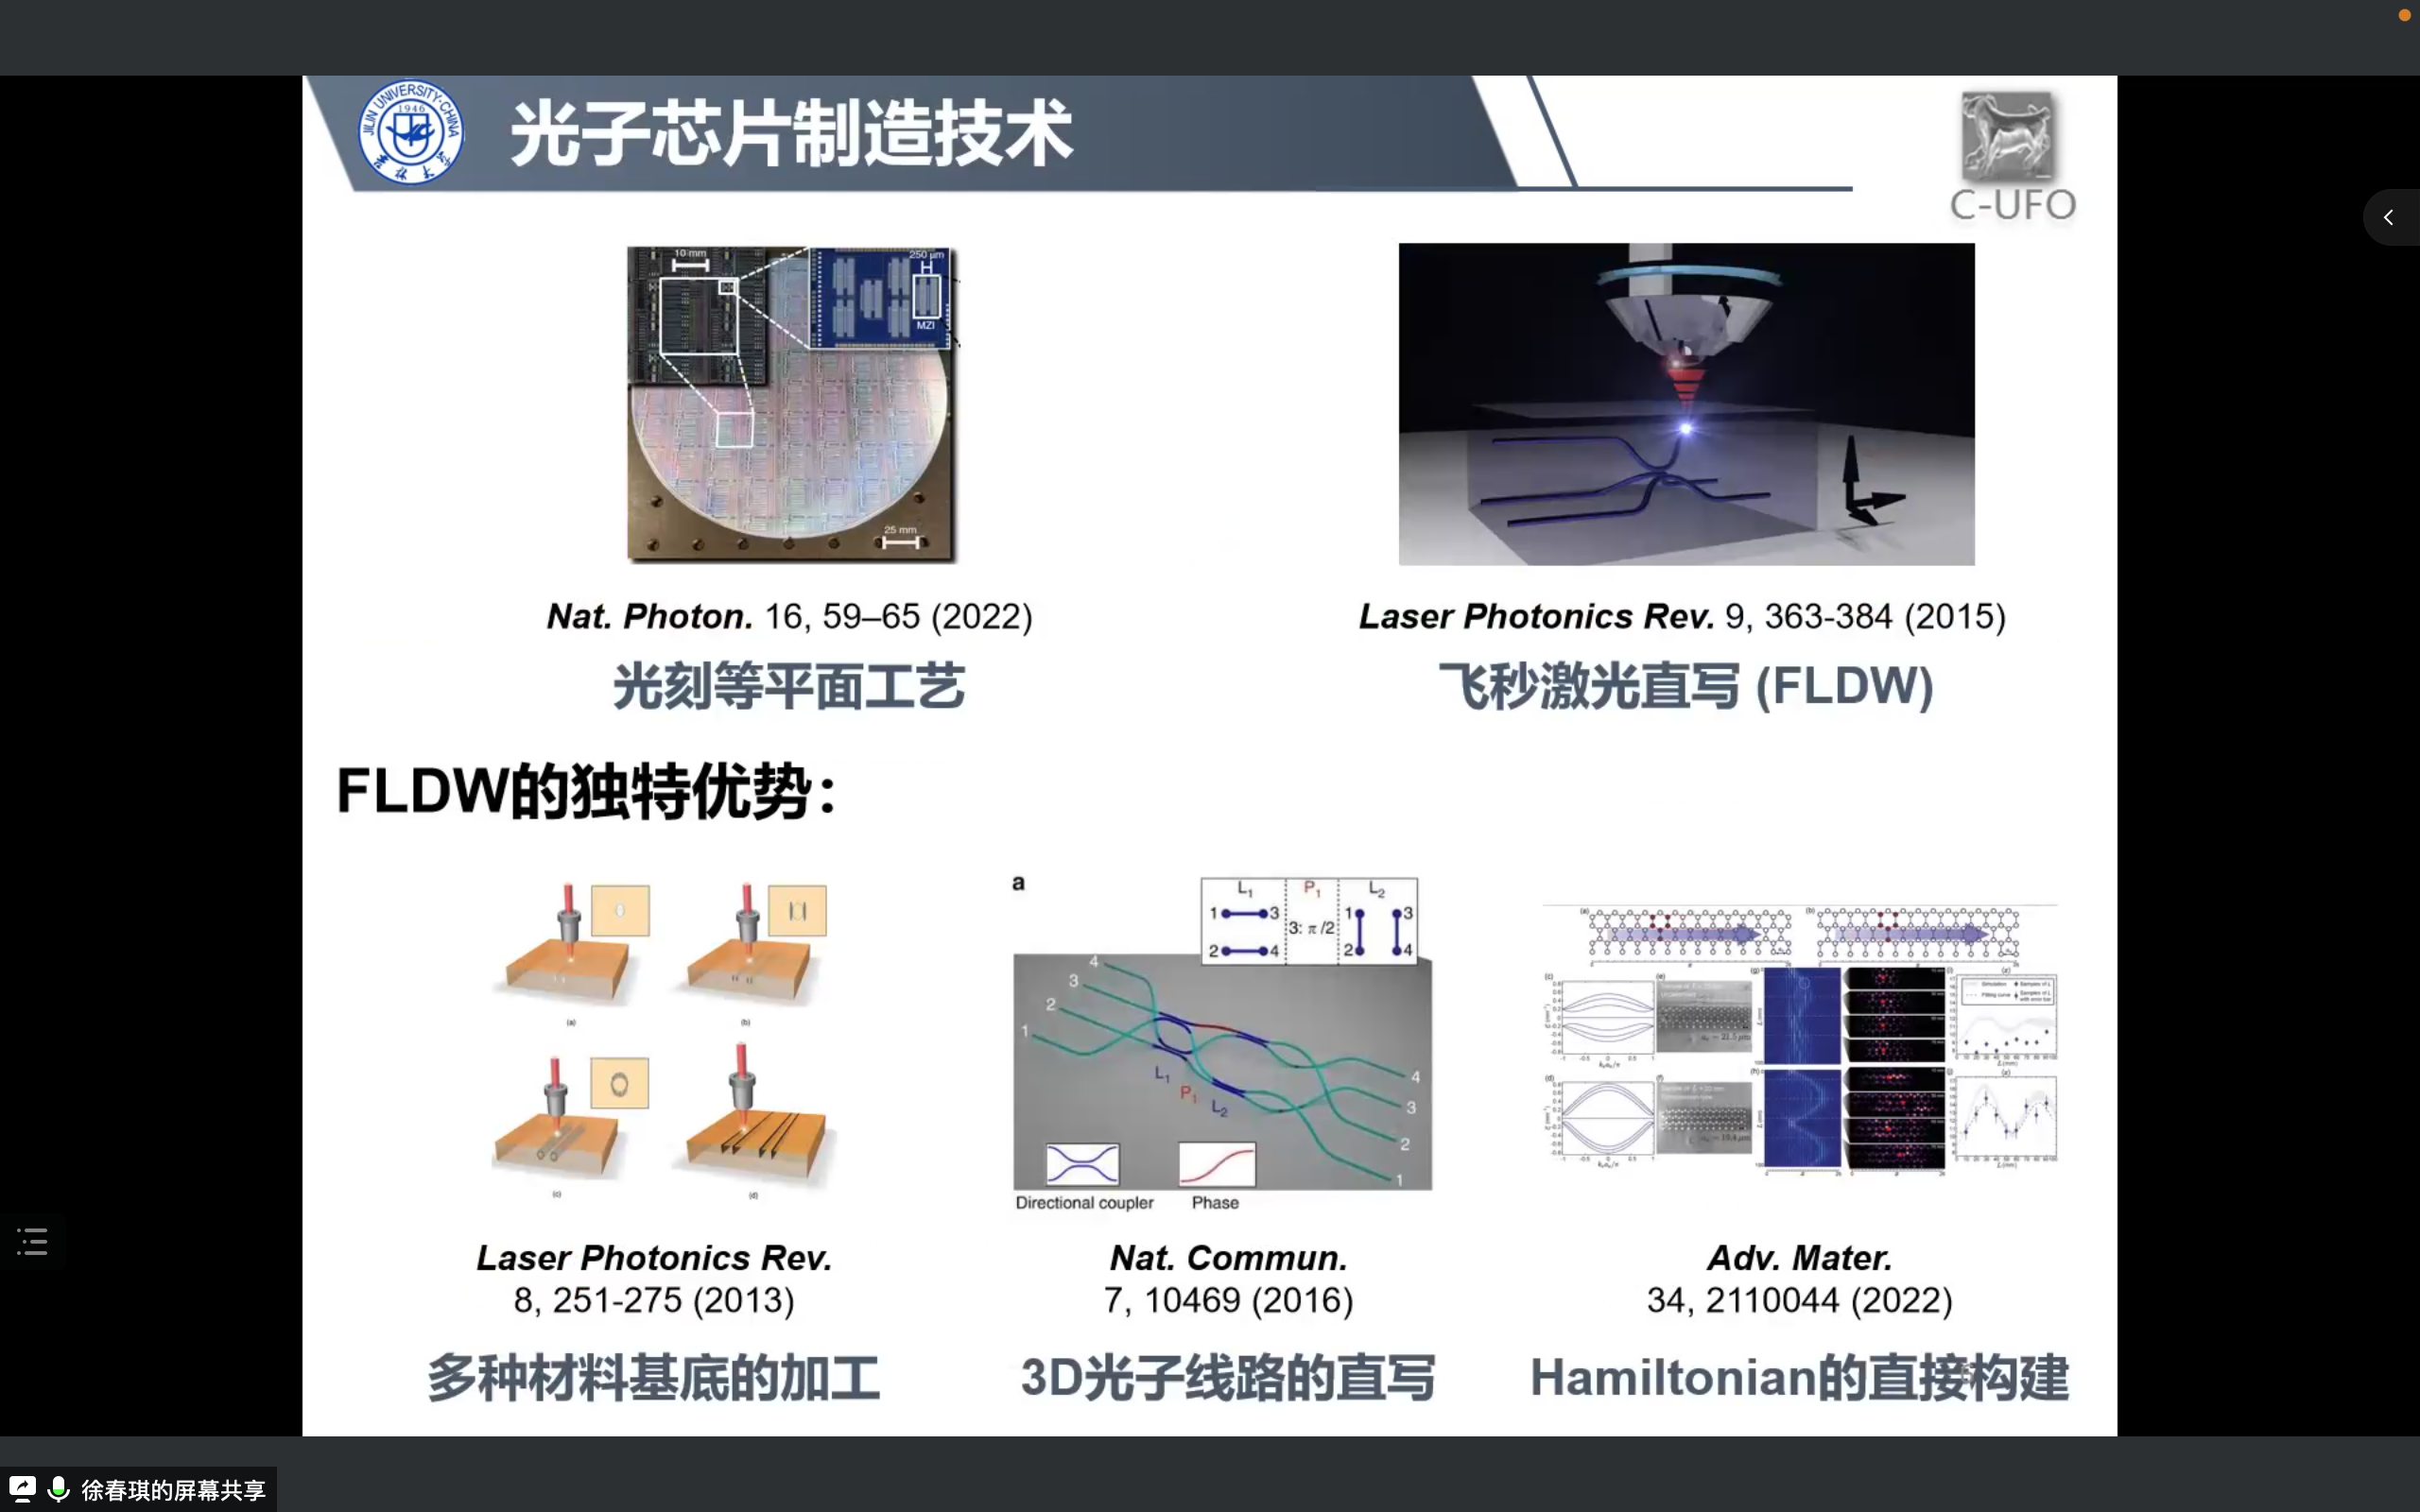 JILIN UNIVERSITY·CHINA
1946
光子芯片制造技术
C-UFO
10 mm
250 µm
MZI
25 mm
Nat. Photon. 16, 59–65 (2022)
Laser Photonics Rev. 9, 363-384 (2015)
光刻等平面工艺
飞秒激光直写 (FLDW)
FLDW的独特优势：
(a)
(b)
(c)
(d)
a
L1 P1 L2
1 3 3: π/2 1 3
2 4 2 4
4
3
2
1
L1
P1
L2
4
3
2
1
Directional coupler Phase
Laser Photonics Rev.
8, 251-275 (2013)
Nat. Commun.
7, 10469 (2016)
Adv. Mater.
34, 2110044 (2022)
多种材料基底的加工
3D光子线路的直写
Hamiltonian的直接构建
徐春琪的屏幕共享